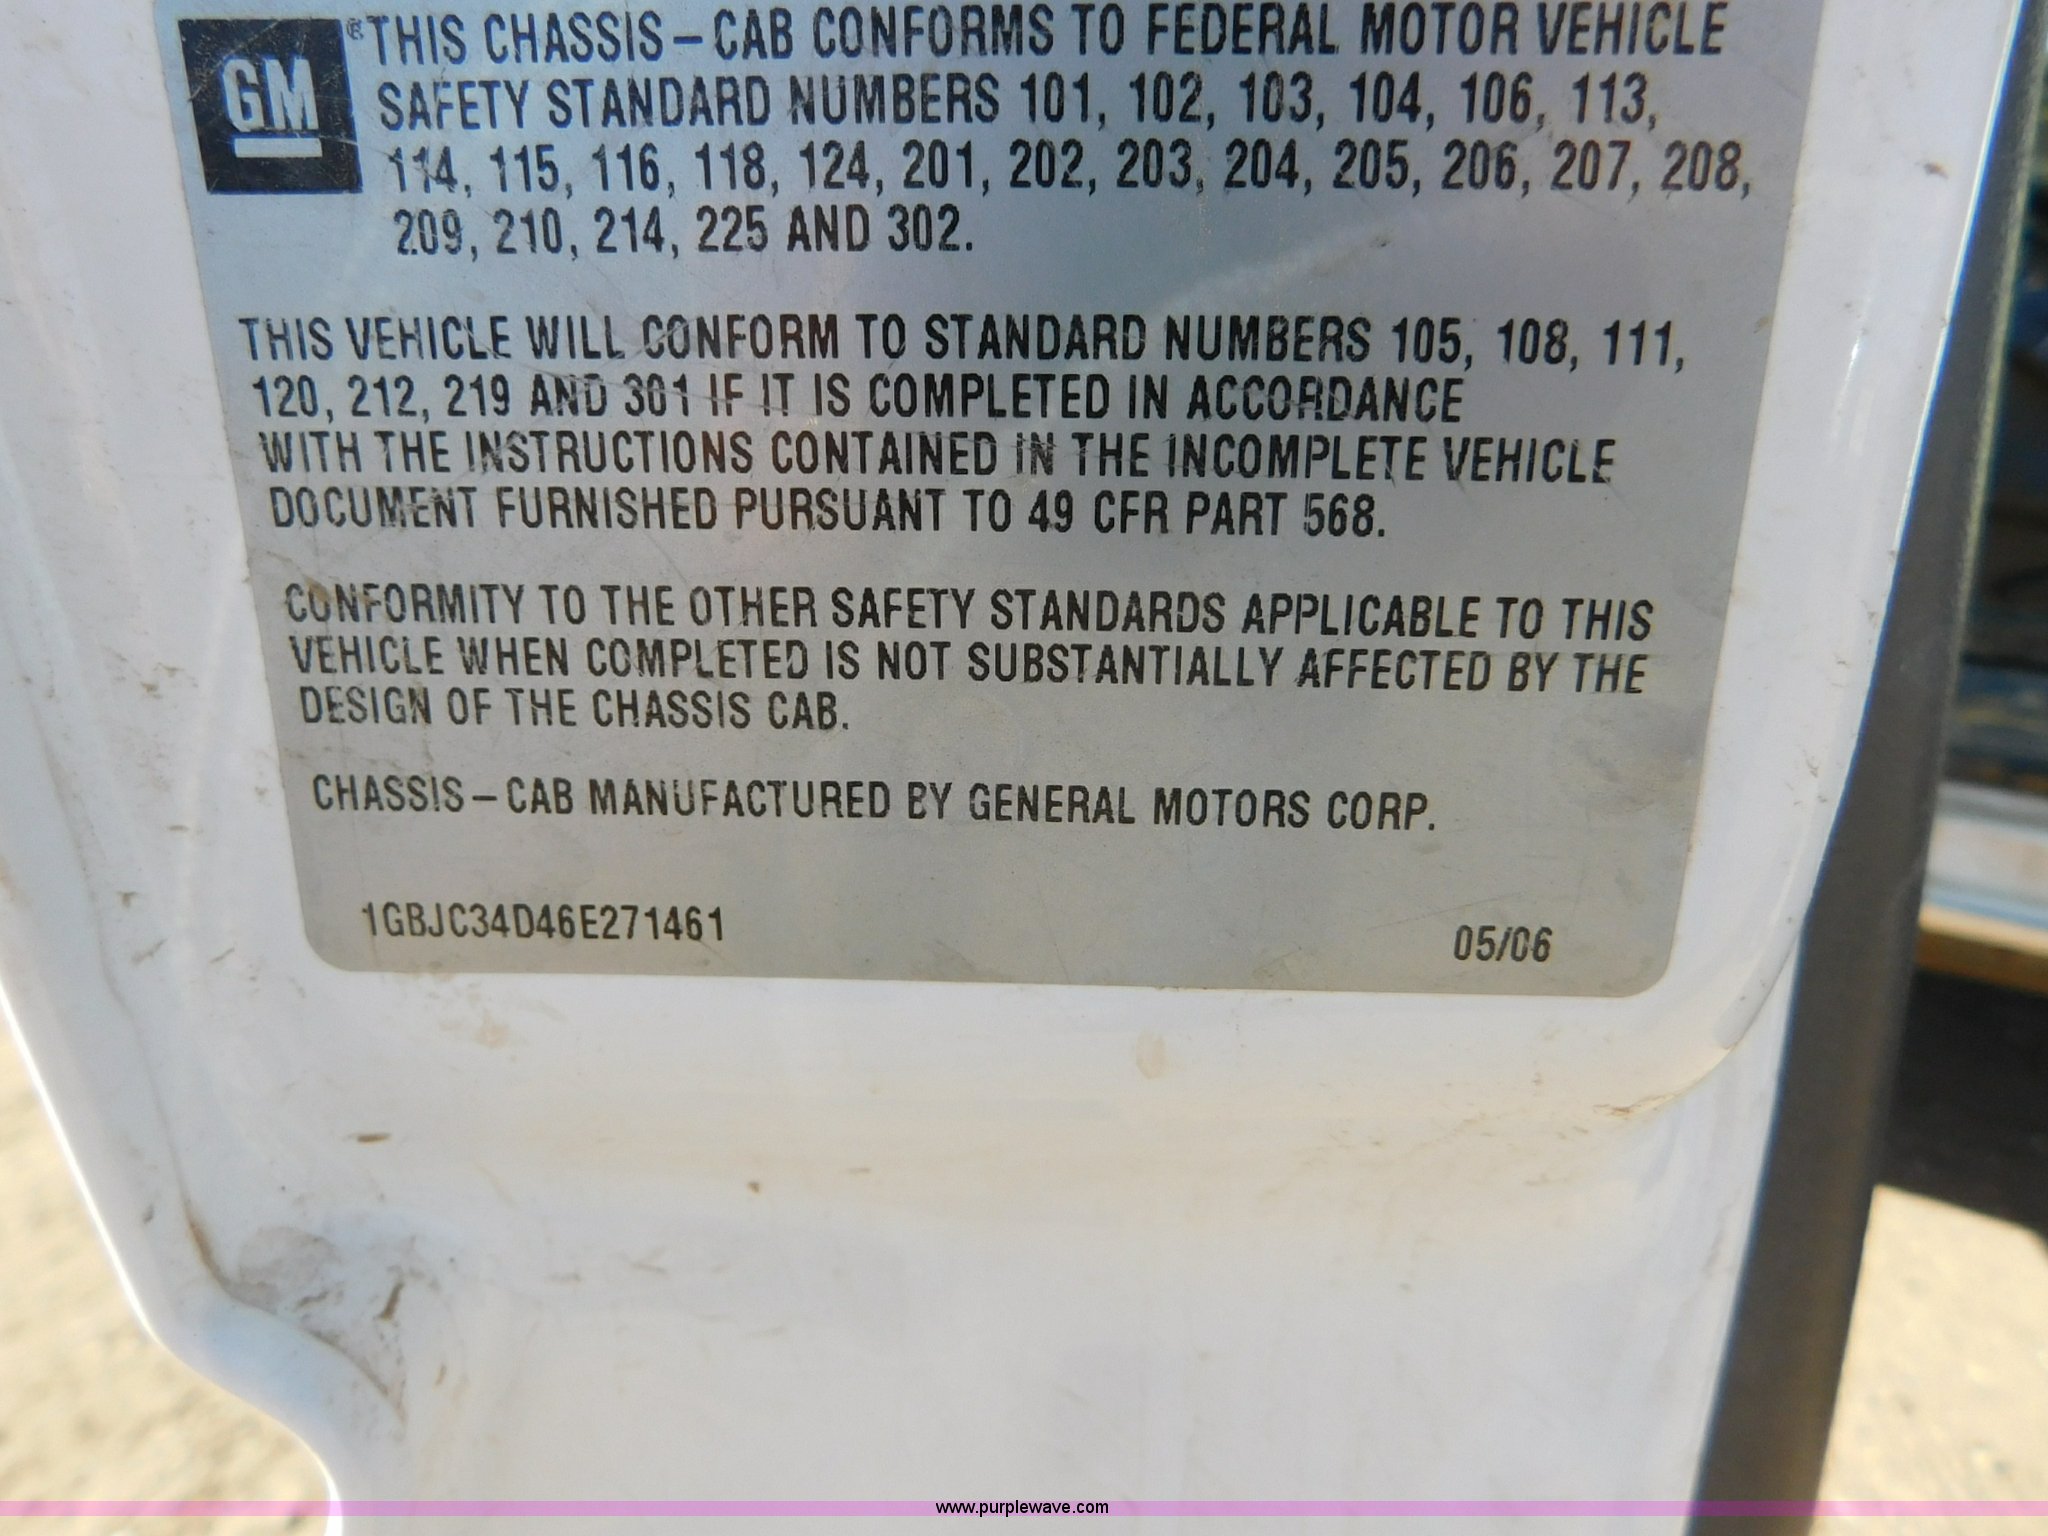 GM
® THIS CHASSIS – CAB CONFORMS TO FEDERAL MOTOR VEHICLE
SAFETY STANDARD NUMBERS 101, 102, 103, 104, 106, 113,
114, 115, 116, 118, 124, 201, 202, 203, 204, 205, 206, 207, 208,
209, 210, 214, 225 AND 302.
THIS VEHICLE WILL CONFORM TO STANDARD NUMBERS 105, 108, 111,
120, 212, 219 AND 301 IF IT IS COMPLETED IN ACCORDANCE
WITH THE INSTRUCTIONS CONTAINED IN THE INCOMPLETE VEHICLE
DOCUMENT FURNISHED PURSUANT TO 49 CFR PART 568.
CONFORMITY TO THE OTHER SAFETY STANDARDS APPLICABLE TO THIS
VEHICLE WHEN COMPLETED IS NOT SUBSTANTIALLY AFFECTED BY THE
DESIGN OF THE CHASSIS CAB.
CHASSIS – CAB MANUFACTURED BY GENERAL MOTORS CORP.
1GBJC34D46E271461
05/06
www.purplewave.com